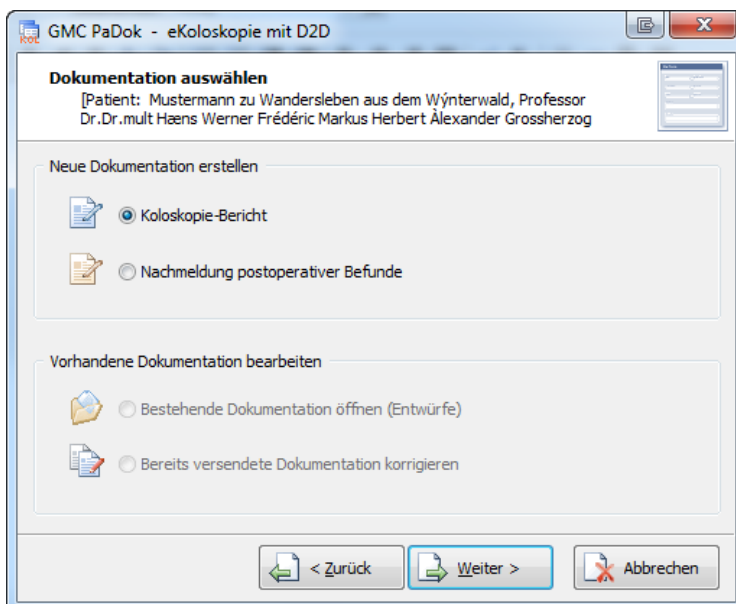 KOL
GMC PaDok - eKoloskopie mit D2D
Dokumentation auswählen
[Patient: Mustermann zu Wandersleben aus dem Wýnterwald, Professor
Dr.Dr.mult Hæns Werner Frédéric Markus Herbert Àlexander Grossherzog
Neue Dokumentation erstellen
Koloskopie-Bericht
Nachmeldung postoperativer Befunde
Vorhandene Dokumentation bearbeiten
Bestehende Dokumentation öffnen (Entwürfe)
Bereits versendete Dokumentation korrigieren
< Zurück
Weiter >
Abbrechen